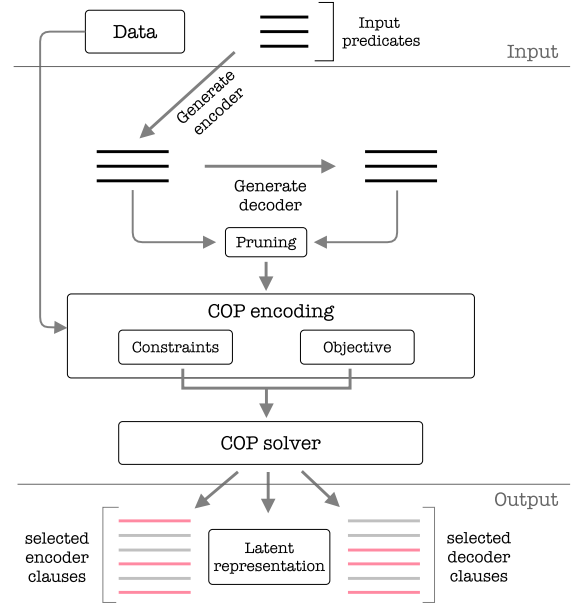 Data
Input
predicates
Input
Generate
encoder
Generate
decoder
Pruning
COP encoding
Constraints
Objective
COP solver
Output
selected
encoder
clauses
Latent
representation
selected
decoder
clauses